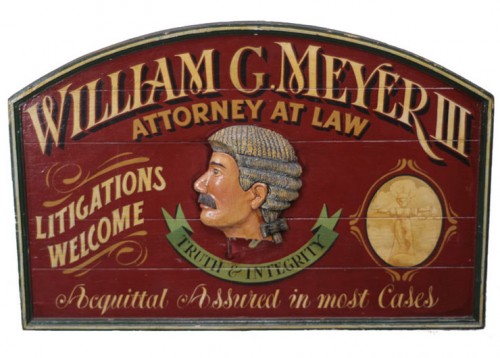 WILLIAM G. MEYER III
ATTORNEY AT LAW
LITIGATIONS
WELCOME
TRUTH & INTEGRITY
Acquittal Assured in most Cases